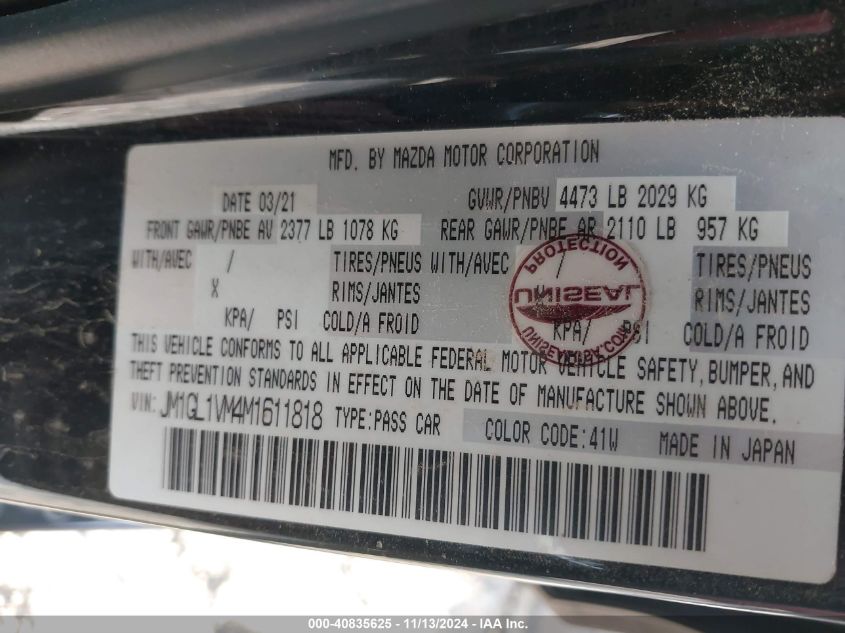 MFD. BY MAZDA MOTOR CORPORATION
DATE 03/21 GVWR/PNBV 4473 LB 2029 KG
FRONT GAWR/PNBE AV 2377 LB 1078 KG REAR GAWR/PNBE AR 2110 LB 957 KG
WITH/AVEC / TIRES/PNEUS WITH/AVEC / TIRES/PNEUS
X RIMS/JANTES RIMS/JANTES
KPA/ PSI COLD/A FROID KPA/ PSI COLD/A FROID
PROTECTION
UNISEAL
THIS VEHICLE CONFORMS TO ALL APPLICABLE FEDERAL MOTOR VEHICLE SAFETY, BUMPER, AND
THEFT PREVENTION STANDARDS IN EFFECT ON THE DATE OF MANUFACTURE SHOWN ABOVE.
VIN: JM1GL1VM4M1611818 TYPE:PASS CAR COLOR CODE:41W MADE IN JAPAN
000-40835625 - 11/13/2024 - IAA Inc.